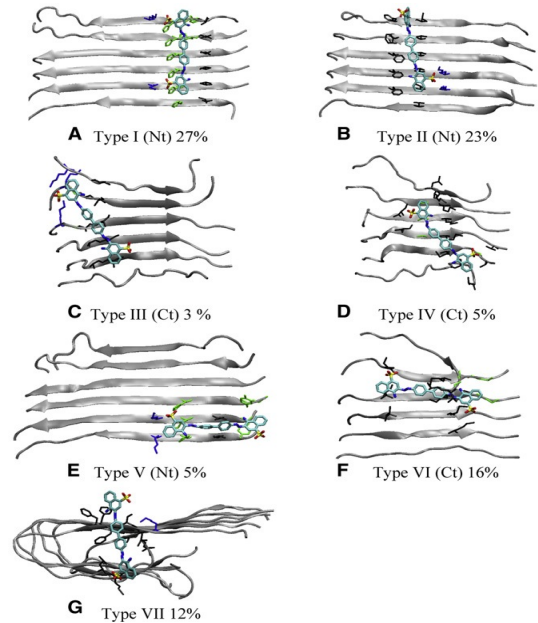 A Type I (Nt) 27%
B Type II (Nt) 23%
C Type III (Ct) 3 %
D Type IV (Ct) 5%
E Type V (Nt) 5%
F Type VI (Ct) 16%
G Type VII 12%